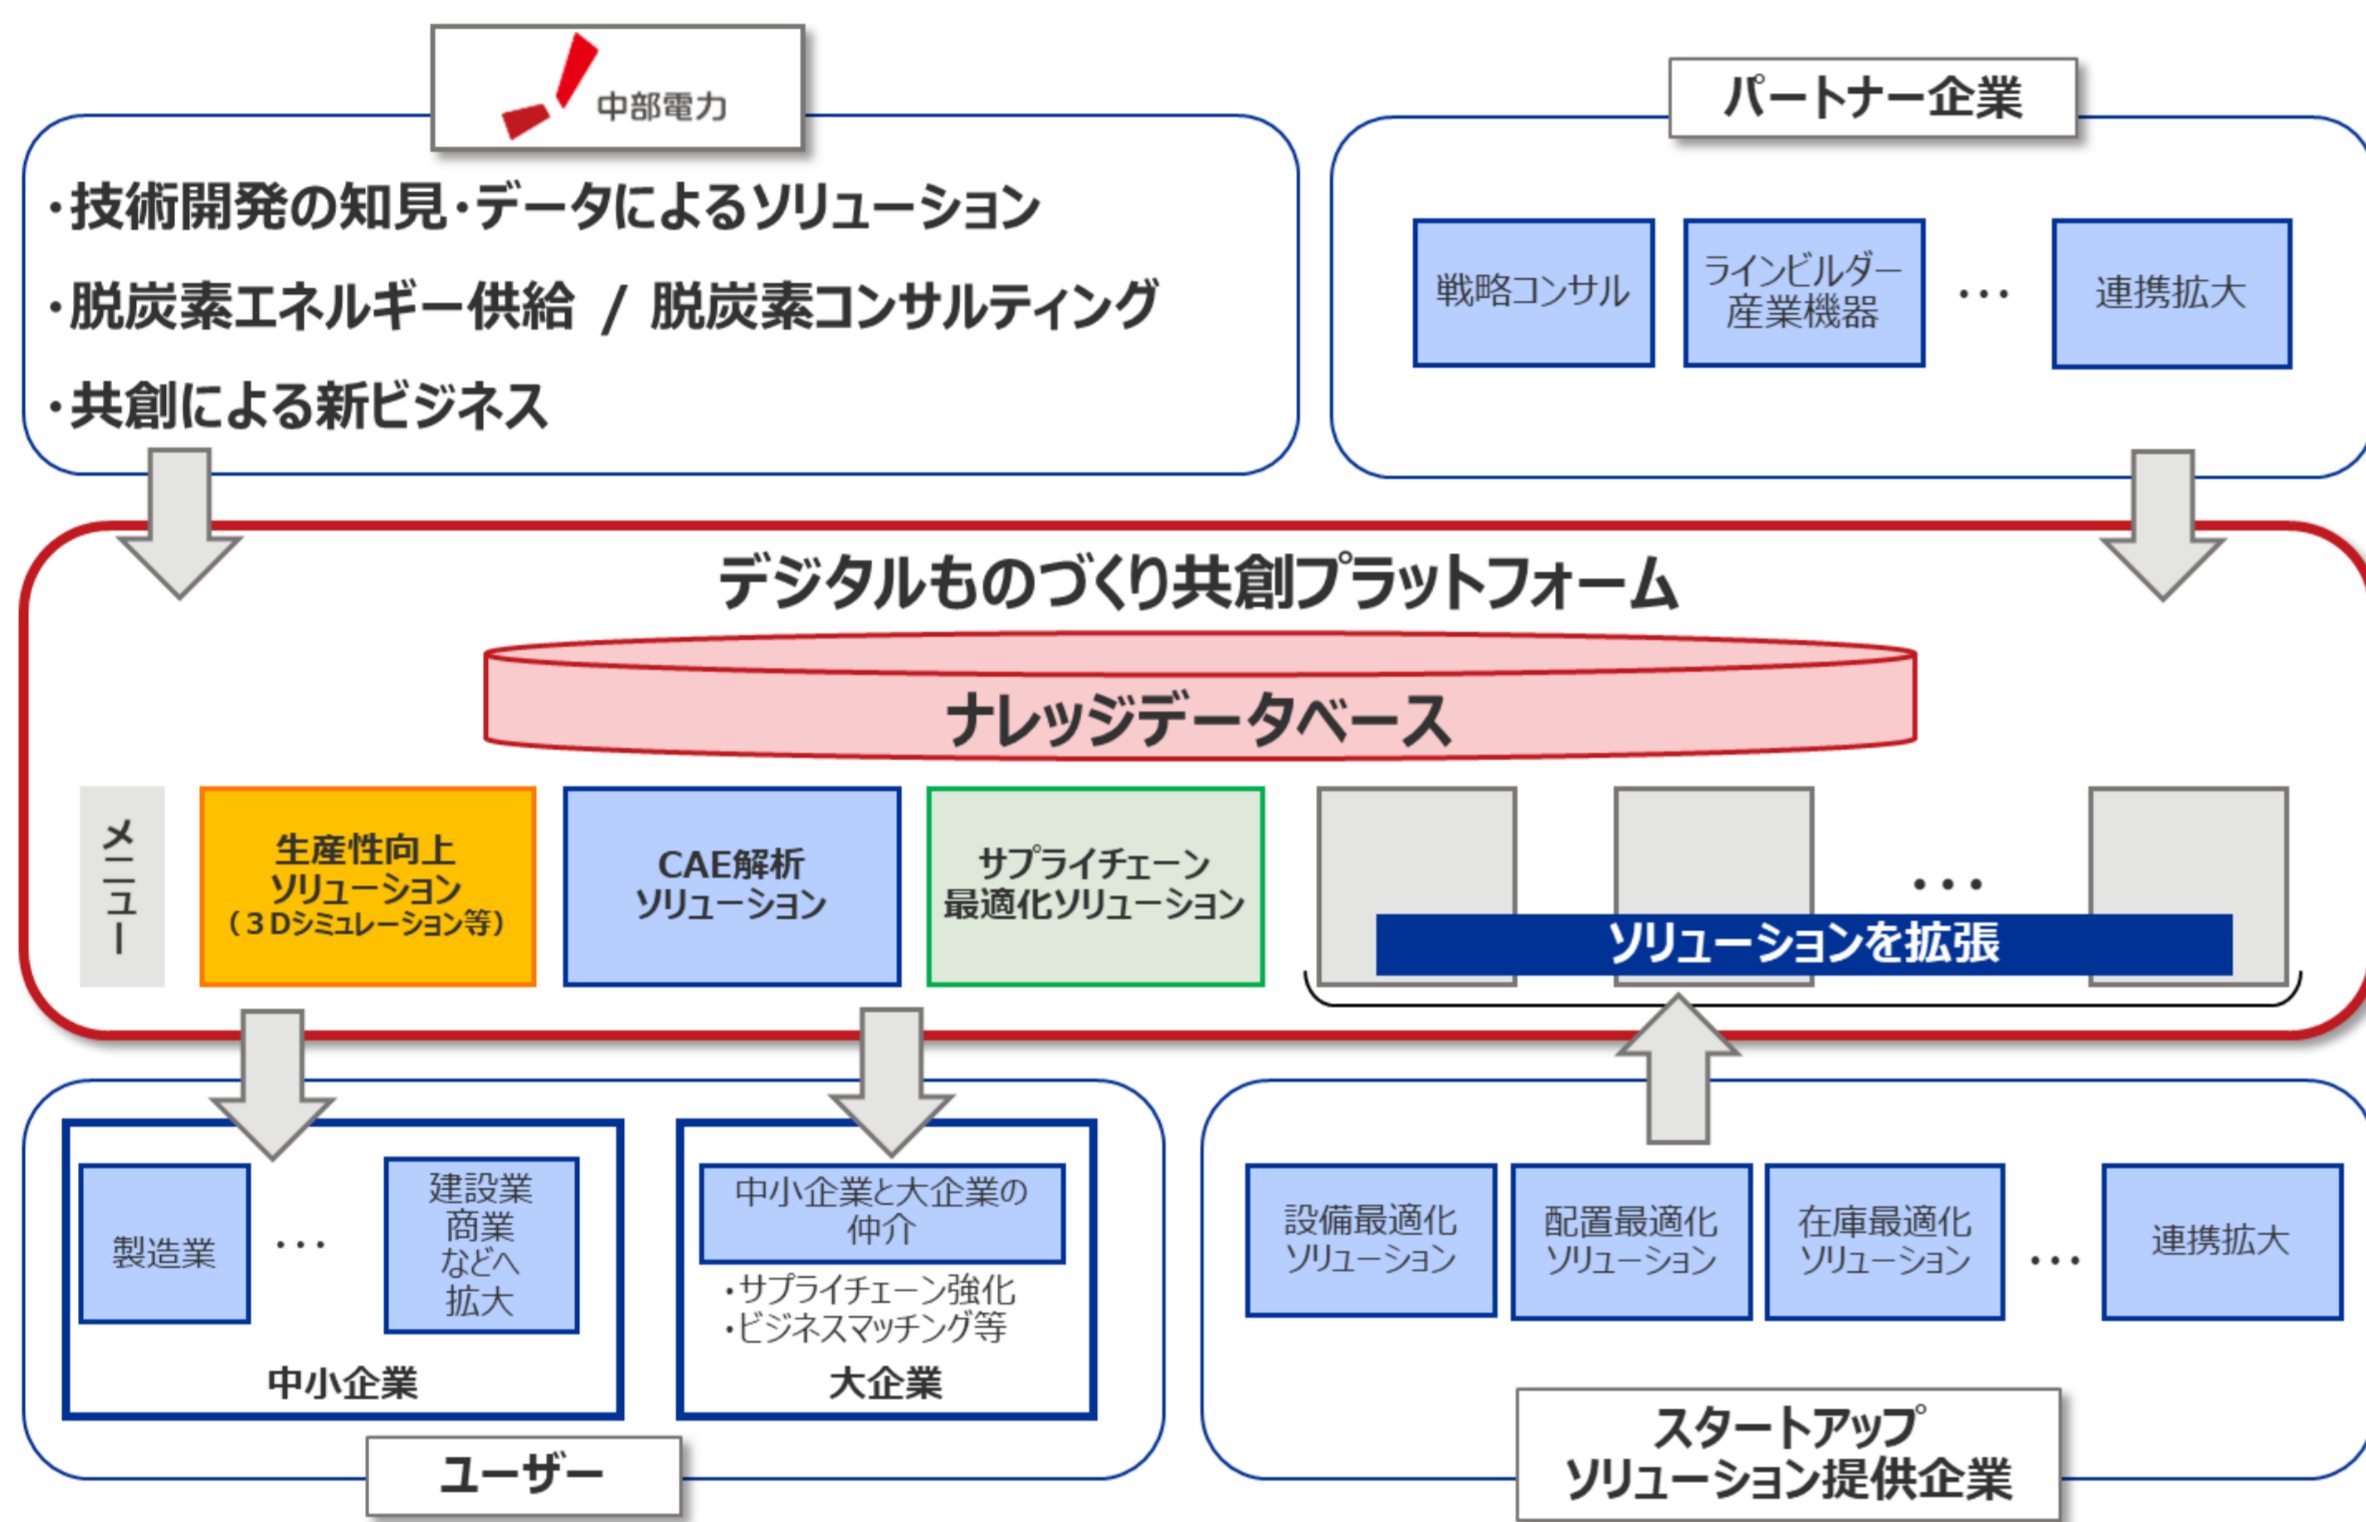 中部電力
・技術開発の知見・データによるソリューション
・脱炭素エネルギー供給 / 脱炭素コンサルティング
・共創による新ビジネス
パートナー企業
戦略コンサル
ラインビルダー
産業機器
…
連携拡大
デジタルものづくり共創プラットフォーム
ナレッジデータベース
メニュー
生産性向上
ソリューション
（３Dシミュレーション等）
CAE解析
ソリューション
サプライチェーン
最適化ソリューション
…
ソリューションを拡張
製造業
…
建設業
商業
などへ
拡大
中小企業
中小企業と大企業の
仲介
・サプライチェーン強化
・ビジネスマッチング等
大企業
ユーザー
設備最適化
ソリューション
配置最適化
ソリューション
在庫最適化
ソリューション
…
連携拡大
スタートアップ
ソリューション提供企業